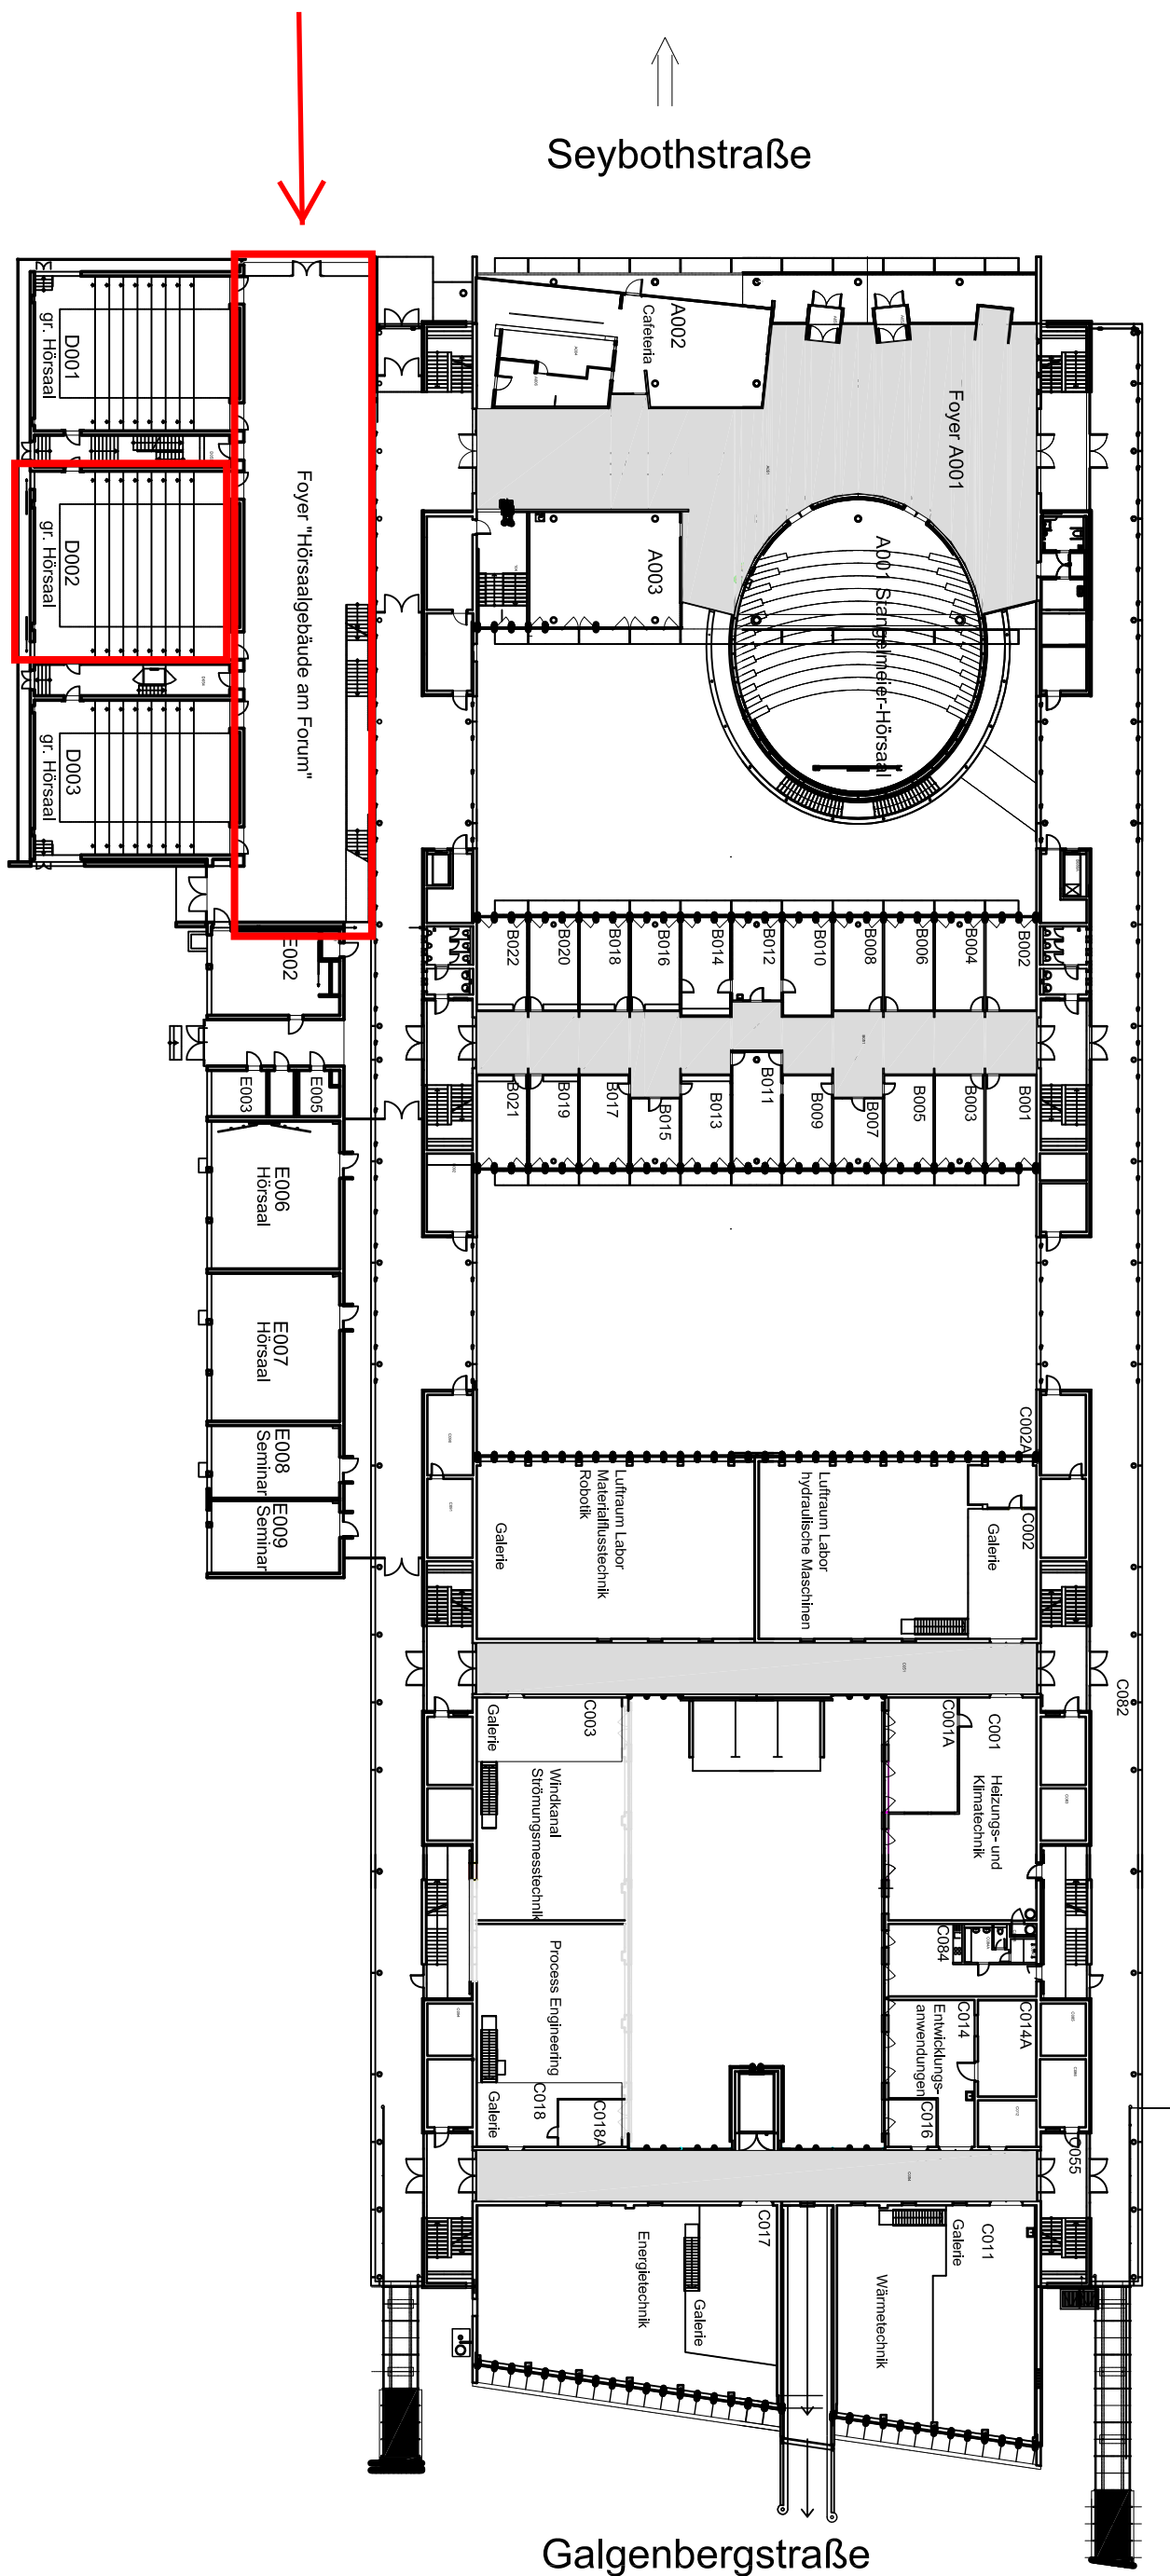 Seybothstraße
D001
gr. Hörsaal
D002
gr. Hörsaal
D003
gr. Hörsaal
Foyer "Hörsaalgebäude am Forum"
A002
Cafeteria
Foyer A001
A003
A001 Stangelmeier-Hörsaal
B022
B020
B018
B016
B014
B012
B010
B008
B006
B004
B002
E002
E003
E005
B021
B019
B017
B015
B013
B011
B009
B007
B005
B003
B001
E006
Hörsaal
E007
Hörsaal
E008
Seminar
E009
Seminar
C002A
Luftraum Labor
Materialflusstechnik
Robotik
Galerie
Luftraum Labor
hydraulische Maschinen
C002
Galerie
C082
C003
Galerie
Windkanal
Strömungsmesstechnik
C001A
C001
Heizungs- und
Klimatechnik
Process Engineering
C084
C014
Entwicklungs-
anwendungen
C014A
C016
C018
Galerie
C018A
C055
C017
Energietechnik
Galerie
C011
Galerie
Wärmetechnik
Galgenbergstraße